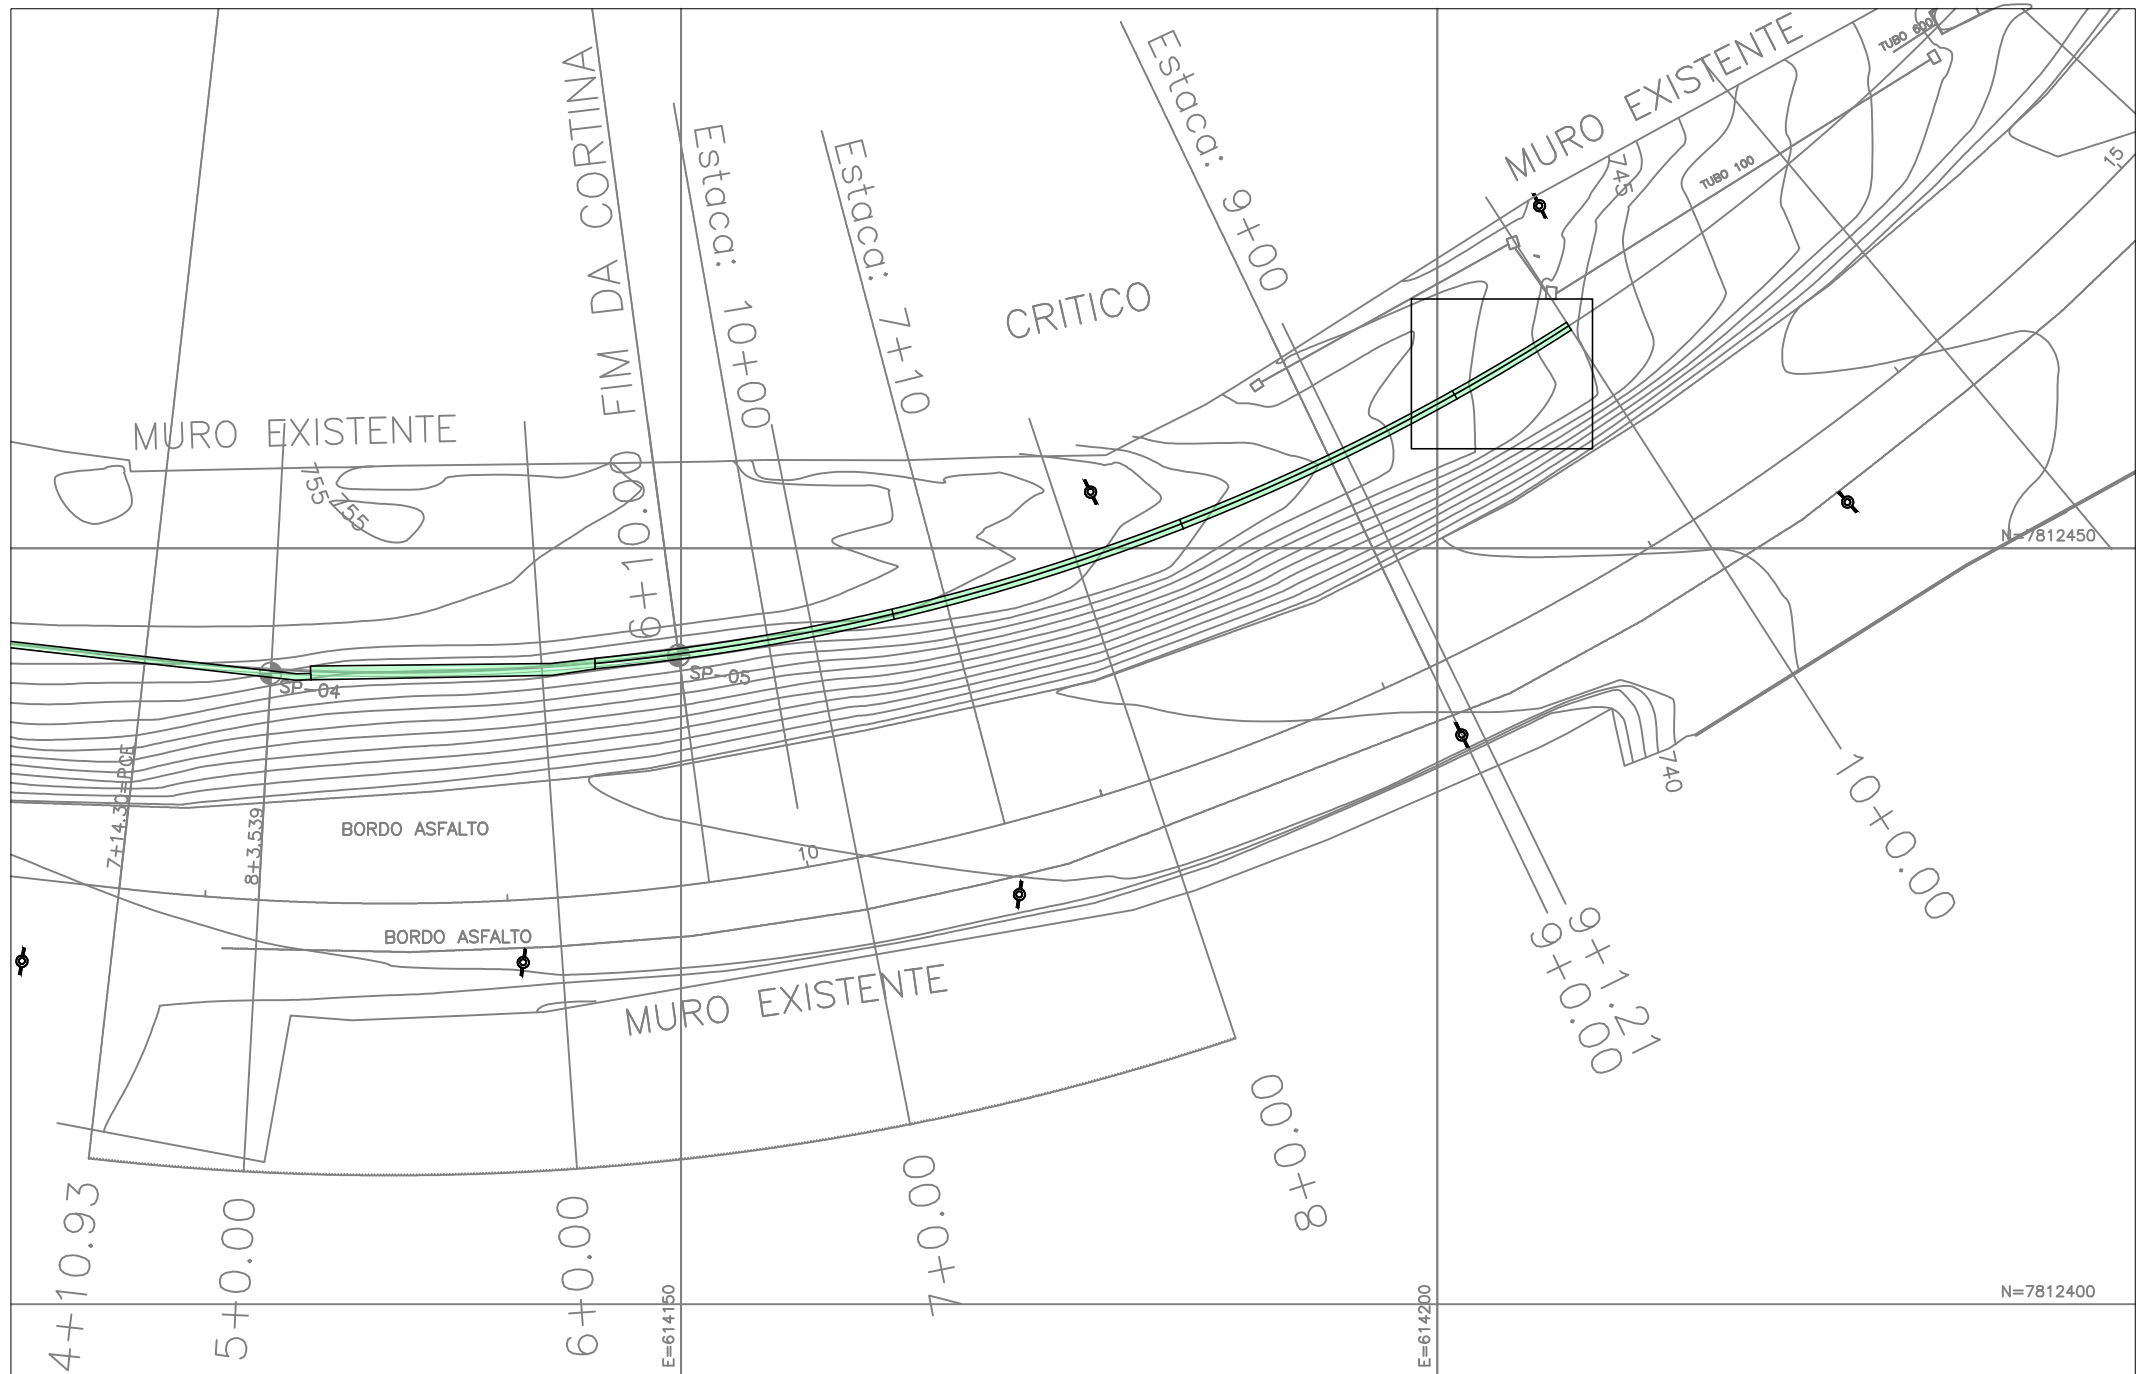 TUBO 600
MURO EXISTENTE
Estaca: 9+00
FIM DA CORTINA
6+10.00
Estaca: 10+00
Estaca: 7+10
CRITICO
745
TUBO 100
15
MURO EXISTENTE
755
755
N=7812450
SP-04
SP-05
7+14.30=PCE
8+3.539
BORDO ASFALTO
10
740
10+0.00
BORDO ASFALTO
9+1.21
9+0.00
MURO EXISTENTE
8+0.00
7+0.00
4+10.93
5+0.00
6+0.00
E=614150
E=614200
N=7812400